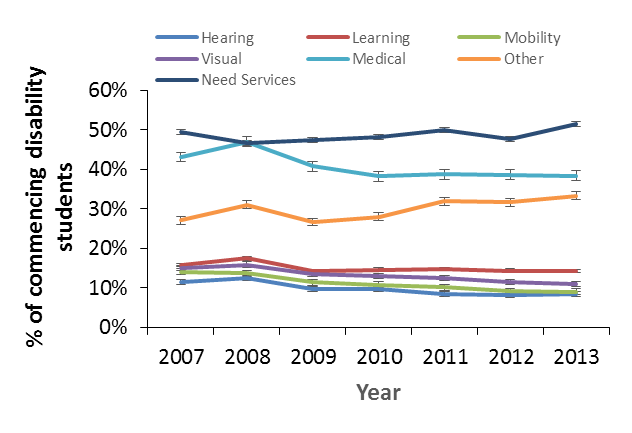 Hearing Learning Mobility
Visual Medical Other
Need Services
% of commencing disability
students
60%
50%
40%
30%
20%
10%
0%
2007 2008 2009 2010 2011 2012 2013
Year